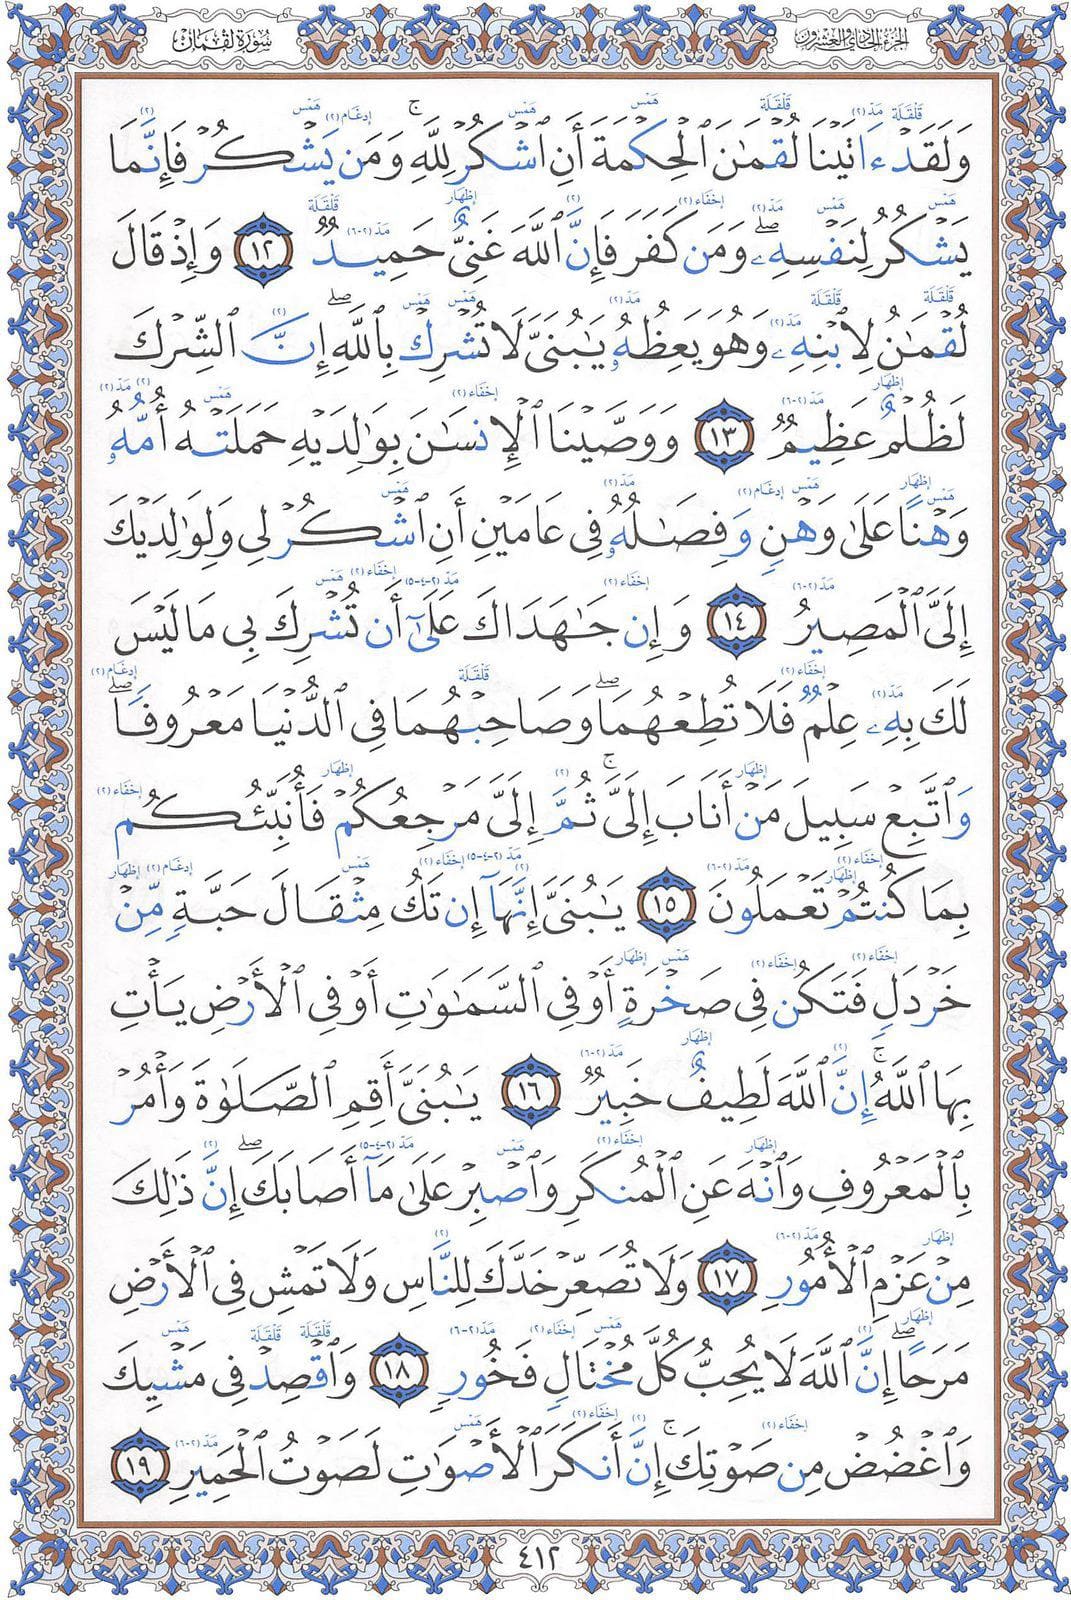 الجزء الحادي والعشرون
سورة لقمان
وَلَقَدْ ءَاتَيْنَا لُقْمَٰنَ ٱلْحِكْمَةَ أَنِ ٱشْكُرْ لِلَّهِ ۚ وَمَن يَشْكُرْ فَإِنَّمَا
يَشْكُرُ لِنَفْسِهِۦ ۖ وَمَن كَفَرَ فَإِنَّ ٱللَّهَ غَنِىٌّ حَمِيدٌ ١٢ وَإِذْ قَالَ
لُقْمَٰنُ لِٱبْنِهِۦ وَهُوَ يَعِظُهُۥ يَٰبُنَىَّ لَا تُشْرِكْ بِٱللَّهِ ۖ إِنَّ ٱلشِّرْكَ
لَظُلْمٌ عَظِيمٌ ١٣ وَوَصَّيْنَا ٱلْإِنسَٰنَ بِوَٰلِدَيْهِ حَمَلَتْهُ أُمُّهُۥ
وَهْنًا عَلَىٰ وَهْنٍ وَفِصَٰلُهُۥ فِى عَامَيْنِ أَنِ ٱشْكُرْ لِى وَلِوَٰلِدَيْكَ
إِلَىَّ ٱلْمَصِيرُ ١٤ وَإِن جَٰهَدَاكَ عَلَىٰٓ أَن تُشْرِكَ بِى مَا لَيْسَ
لَكَ بِهِۦ عِلْمٌ فَلَا تُطِعْهُمَا ۖ وَصَاحِبْهُمَا فِى ٱلدُّنْيَا مَعْرُوفًا ۖ
وَٱتَّبِعْ سَبِيلَ مَنْ أَنَابَ إِلَىَّ ۚ ثُمَّ إِلَىَّ مَرْجِعُكُمْ فَأُنَبِّئُكُم
بِمَا كُنتُمْ تَعْمَلُونَ ١٥ يَٰبُنَىَّ إِنَّهَآ إِن تَكُ مِثْقَالَ حَبَّةٍ مِّنْ
خَرْدَلٍ فَتَكُن فِى صَخْرَةٍ أَوْ فِى ٱلسَّمَٰوَٰتِ أَوْ فِى ٱلْأَرْضِ يَأْتِ
بِهَا ٱللَّهُ ۚ إِنَّ ٱللَّهَ لَطِيفٌ خَبِيرٌ ١٦ يَٰبُنَىَّ أَقِمِ ٱلصَّلَوٰةَ وَأْمُرْ
بِٱلْمَعْرُوفِ وَٱنْهَ عَنِ ٱلْمُنكَرِ وَٱصْبِرْ عَلَىٰ مَآ أَصَابَكَ ۖ إِنَّ ذَٰلِكَ
مِنْ عَزْمِ ٱلْأُمُورِ ١٧ وَلَا تُصَعِّرْ خَدَّكَ لِلنَّاسِ وَلَا تَمْشِ فِى ٱلْأَرْضِ
مَرَحًا ۖ إِنَّ ٱللَّهَ لَا يُحِبُّ كُلَّ مُخْتَالٍ فَخُورٍ ١٨ وَٱقْصِدْ فِى مَشْيِكَ
وَٱغْضُضْ مِن صَوْتِكَ ۚ إِنَّ أَنكَرَ ٱلْأَصْوَٰتِ لَصَوْتُ ٱلْحَمِيرِ ١٩
٤١٢